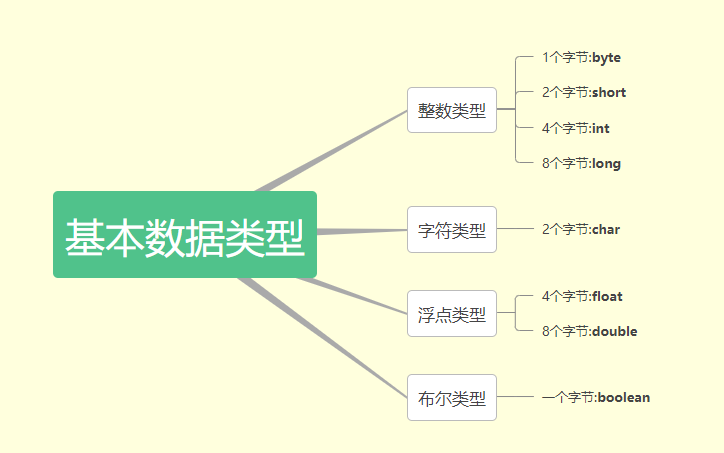 基本数据类型
整数类型
1个字节:byte
2个字节:short
4个字节:int
8个字节:long
字符类型
2个字节:char
浮点类型
4个字节:float
8个字节:double
布尔类型
一个字节:boolean